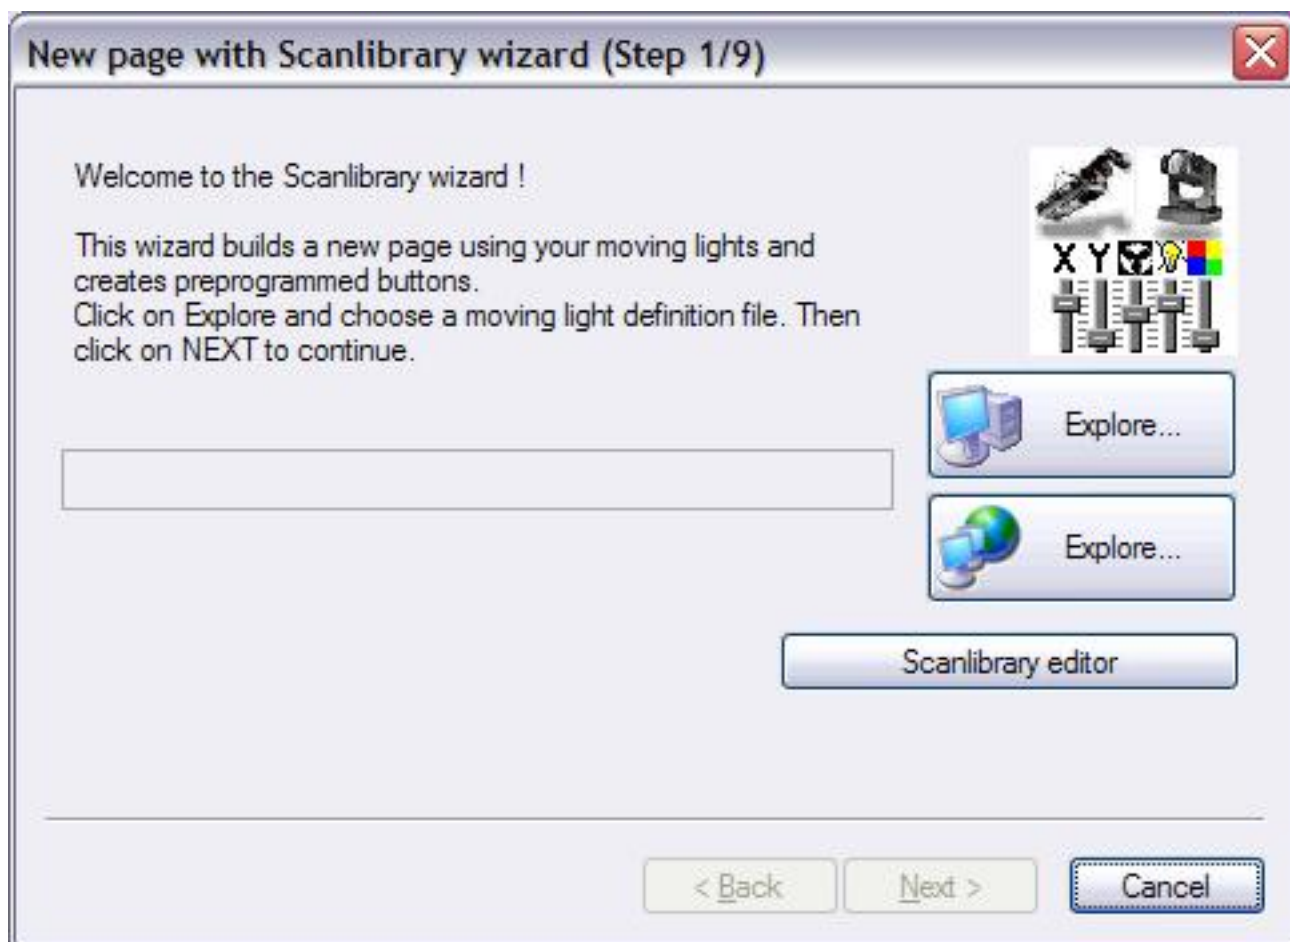 New page with Scanlibrary wizard (Step 1/9)
Welcome to the Scanlibrary wizard !
This wizard builds a new page using your moving lights and
creates preprogrammed buttons.
Click on Explore and choose a moving light definition file. Then
click on NEXT to continue.
X Y
Explore...
Explore...
Scanlibrary editor
< Back
Next >
Cancel